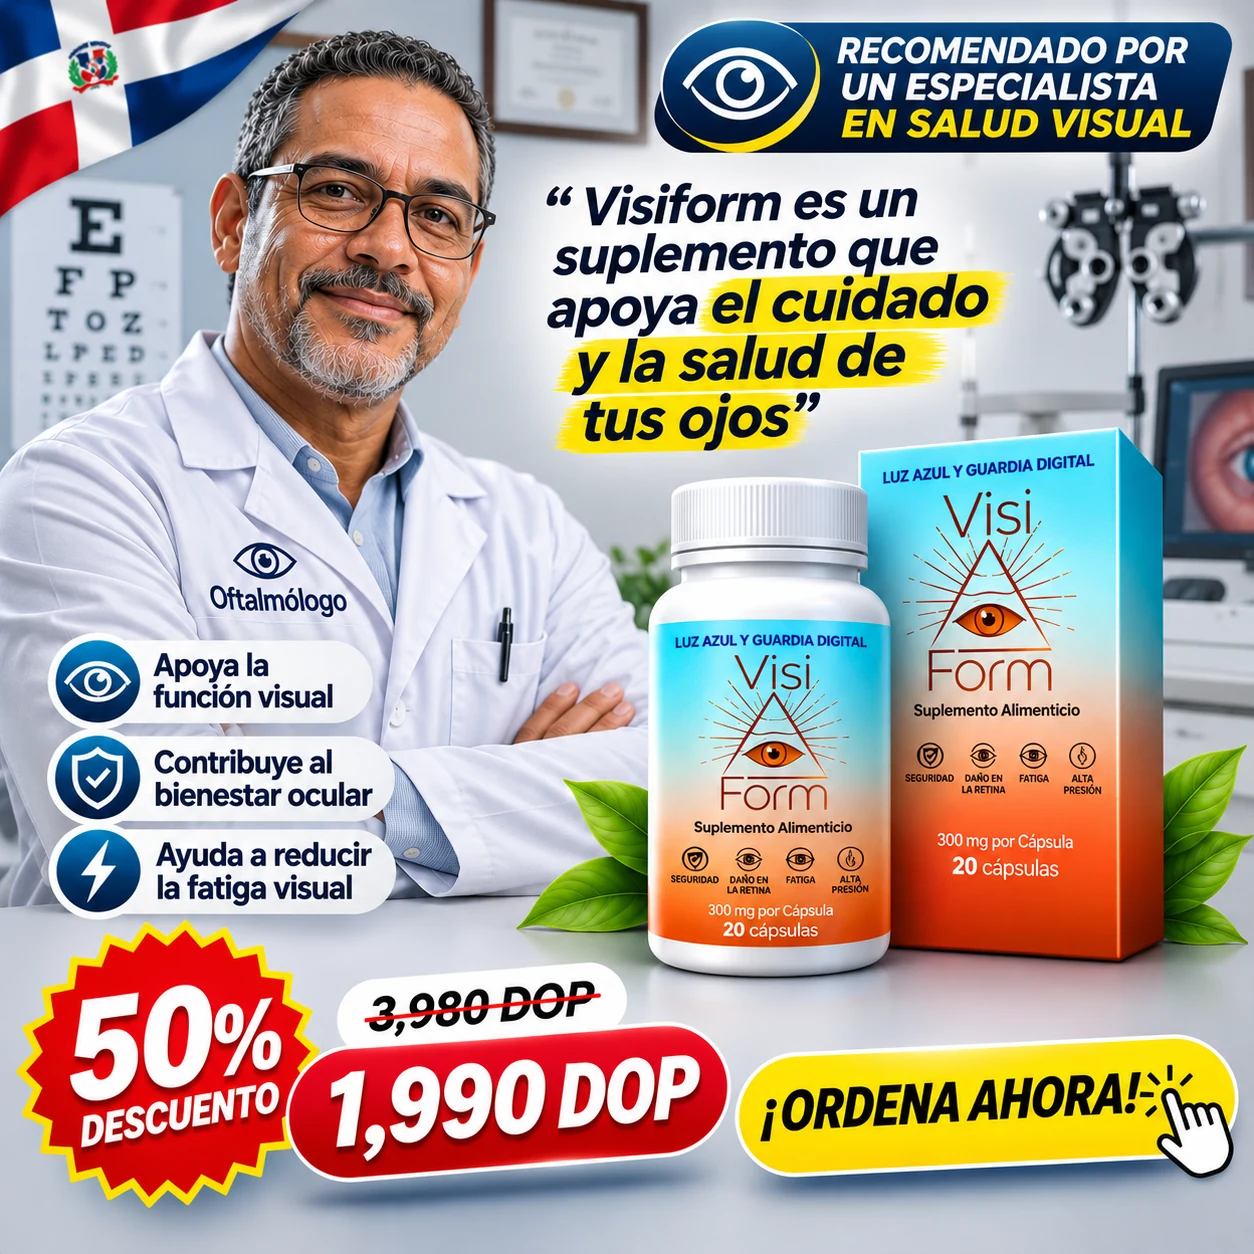 RECOMENDADO POR
UN ESPECIALISTA
EN SALUD VISUAL
“ Visiform es un
suplemento que
apoya el cuidado
y la salud de
tus ojos”
E
F P
T O Z
L P E D
Oftalmólogo
Apoya la
función visual
Contribuye al
bienestar ocular
Ayuda a reducir
la fatiga visual
LUZ AZUL Y GUARDIA DIGITAL
Visi
Form
Suplemento Alimenticio
SEGURIDAD
DAÑO EN
LA RETINA
FATIGA
ALTA
PRESIÓN
300 mg por Cápsula
20 cápsulas
LUZ AZUL Y GUARDIA DIGITAL
Visi
Form
Suplemento Alimenticio
SEGURIDAD
DAÑO EN
LA RETINA
FATIGA
ALTA
PRESIÓN
300 mg por Cápsula
20 cápsulas
50%
DESCUENTO
3,980 DOP
1,990 DOP
¡ORDENA AHORA!